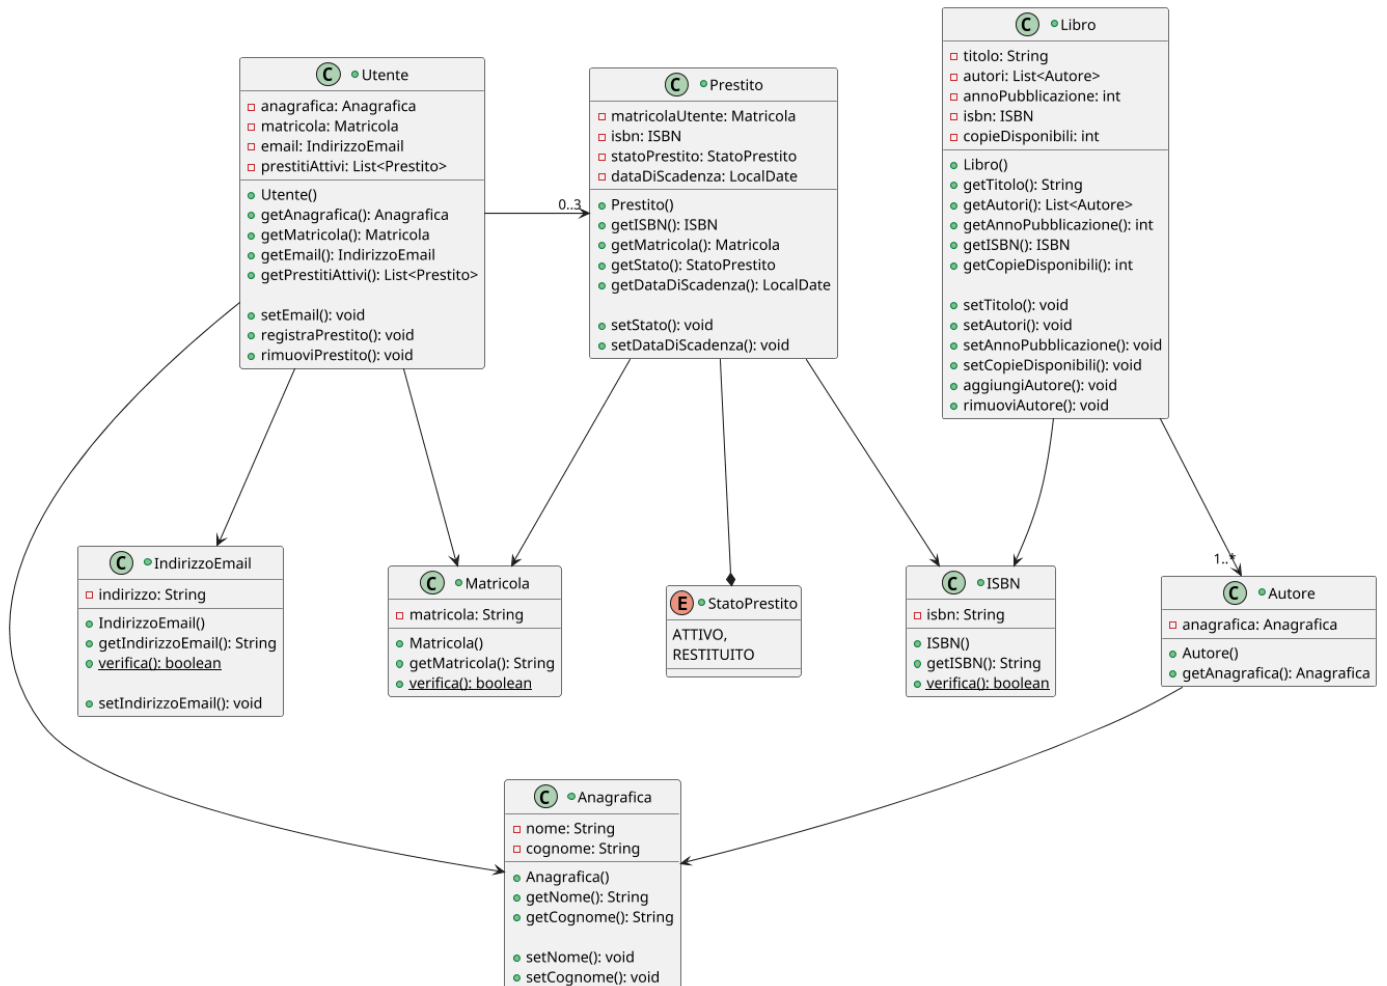 C Utente
anagrafica: Anagrafica
matricola: Matricola
email: IndirizzoEmail
prestitiAttivi: List<Prestito>
Utente()
getAnagrafica(): Anagrafica
getMatricola(): Matricola
getEmail(): IndirizzoEmail
getPrestitiAttivi(): List<Prestito>
setEmail(): void
registraPrestito(): void
rimuoviPrestito(): void
0..3
C Prestito
matricolaUtente: Matricola
isbn: ISBN
statoPrestito: StatoPrestito
dataDiScadenza: LocalDate
Prestito()
getISBN(): ISBN
getMatricola(): Matricola
getStato(): StatoPrestito
getDataDiScadenza(): LocalDate
setStato(): void
setDataDiScadenza(): void
C Libro
titolo: String
autori: List<Autore>
annoPubblicazione: int
isbn: ISBN
copieDisponibili: int
Libro()
getTitolo(): String
getAutori(): List<Autore>
getAnnoPubblicazione(): int
getISBN(): ISBN
getCopieDisponibili(): int
setTitolo(): void
setAutori(): void
setAnnoPubblicazione(): void
setCopieDisponibili(): void
aggiungiAutore(): void
rimuoviAutore(): void
1..*
C IndirizzoEmail
indirizzo: String
IndirizzoEmail()
getIndirizzoEmail(): String
verifica(): boolean
setIndirizzoEmail(): void
C Matricola
matricola: String
Matricola()
getMatricola(): String
verifica(): boolean
E StatoPrestito
ATTIVO,
RESTITUITO
C ISBN
isbn: String
ISBN()
getISBN(): String
verifica(): boolean
C Autore
anagrafica: Anagrafica
Autore()
getAnagrafica(): Anagrafica
C Anagrafica
nome: String
cognome: String
Anagrafica()
getNome(): String
getCognome(): String
setNome(): void
setCognome(): void